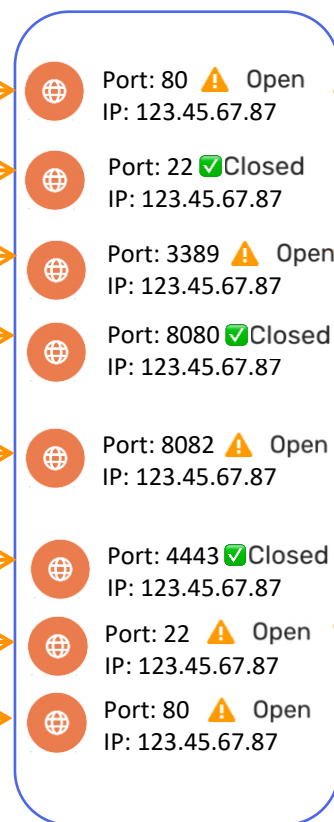 Port: 80 ⚠️ Open
IP: 123.45.67.87
Port: 22 ✅Closed
IP: 123.45.67.87
Port: 3389 ⚠️ Open
IP: 123.45.67.87
Port: 8080 ✅Closed
IP: 123.45.67.87
Port: 8082 ⚠️ Open
IP: 123.45.67.87
Port: 4443 ✅Closed
IP: 123.45.67.87
Port: 22 ⚠️ Open
IP: 123.45.67.87
Port: 80 ⚠️ Open
IP: 123.45.67.87